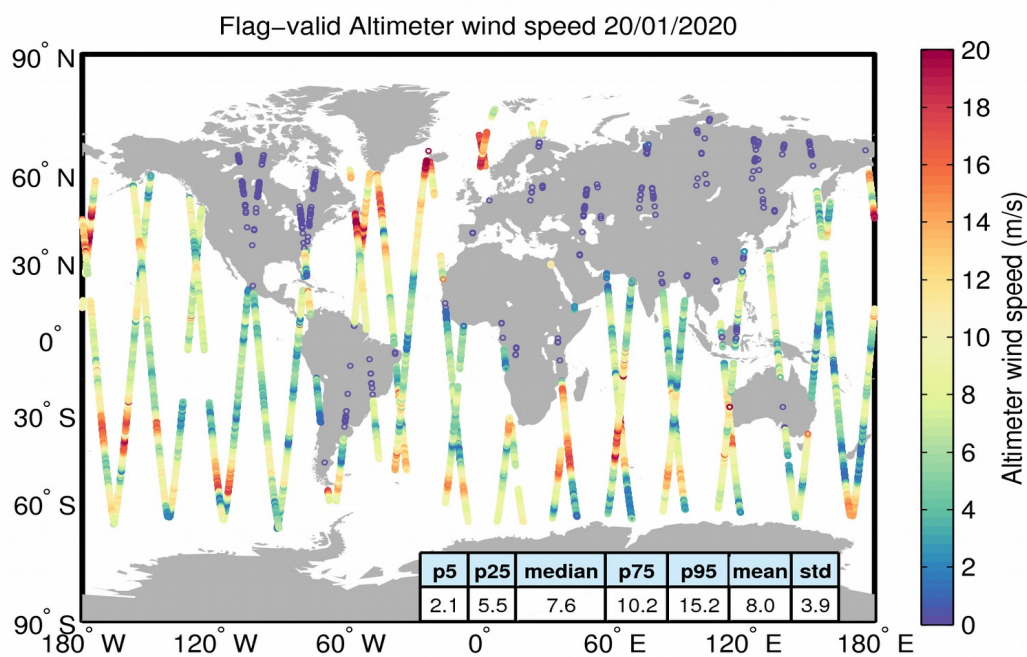 Flag−valid Altimeter wind speed 20/01/2020
90° N
60° N
30° N
0°
30° S
60° S
90° S
180° W
120° W
60° W
0°
60° E
120° E
180° E
p5 p25 median p75 p95 mean std
2.1 5.5 7.6 10.2 15.2 8.0 3.9
20
18
16
14
12
10
8
6
4
2
0
Altimeter wind speed (m/s)